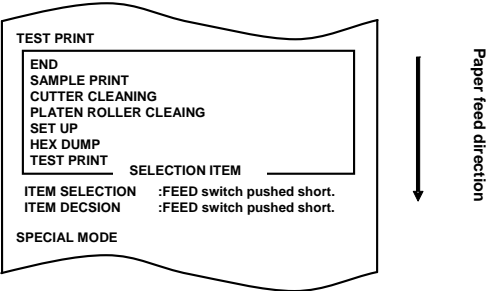 TEST PRINT
END
SAMPLE PRINT
CUTTER CLEANING
PLATEN ROLLER CLEAING
SET UP
HEX DUMP
TEST PRINT
SELECTION ITEM
ITEM SELECTION :FEED switch pushed short.
ITEM DECSION :FEED switch pushed short.
SPECIAL MODE
Paper feed direction